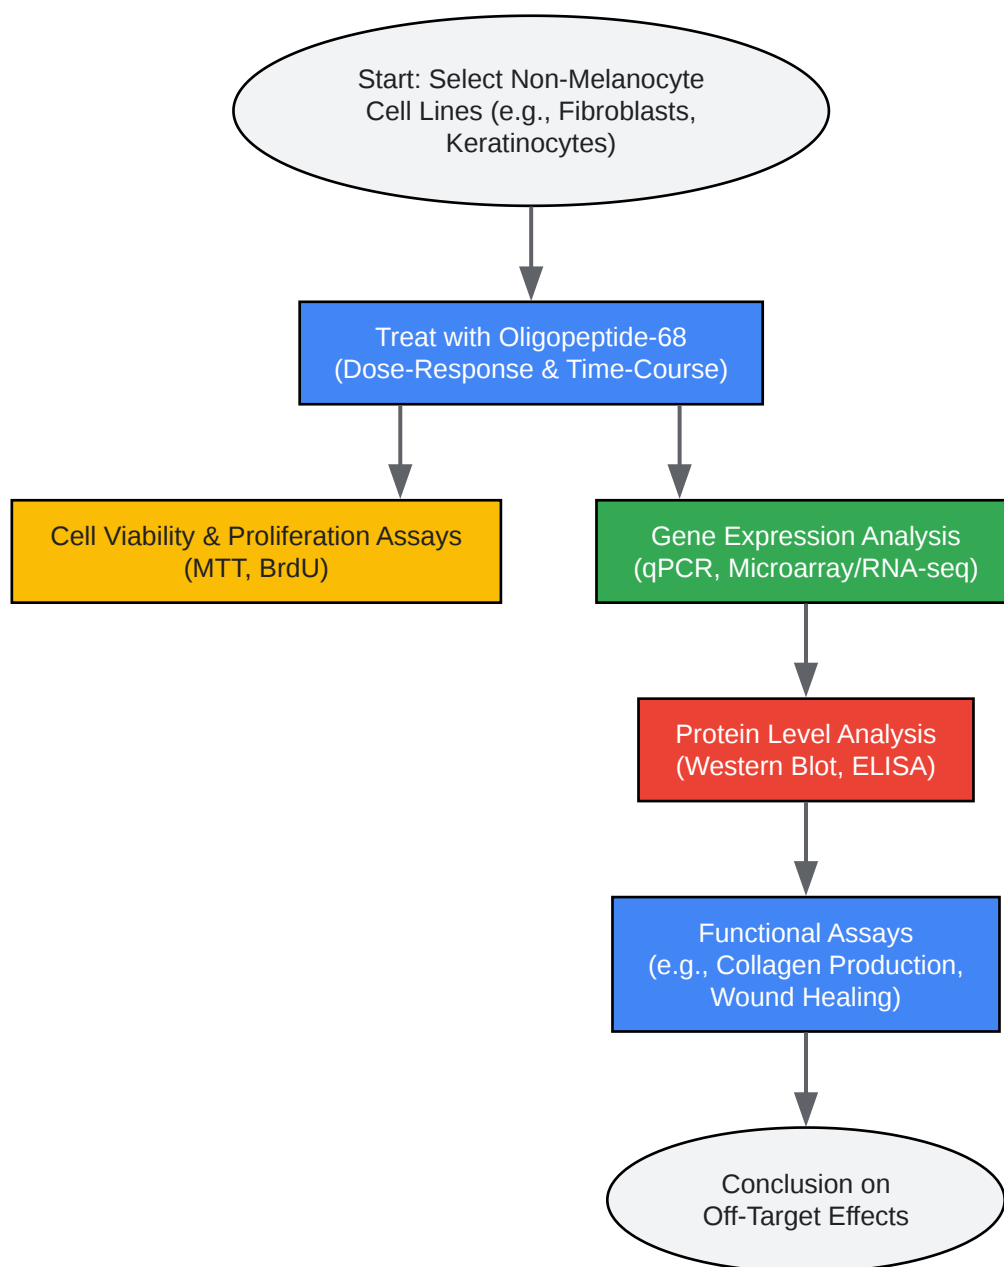 Start: Select Non-Melanocyte
Cell Lines (e.g., Fibroblasts,
Keratinocytes)
Treat with Oligopeptide-68
(Dose-Response & Time-Course)
Cell Viability & Proliferation Assays
(MTT, BrdU)
Gene Expression Analysis
(qPCR, Microarray/RNA-seq)
Protein Level Analysis
(Western Blot, ELISA)
Functional Assays
(e.g., Collagen Production,
Wound Healing)
Conclusion on
Off-Target Effects